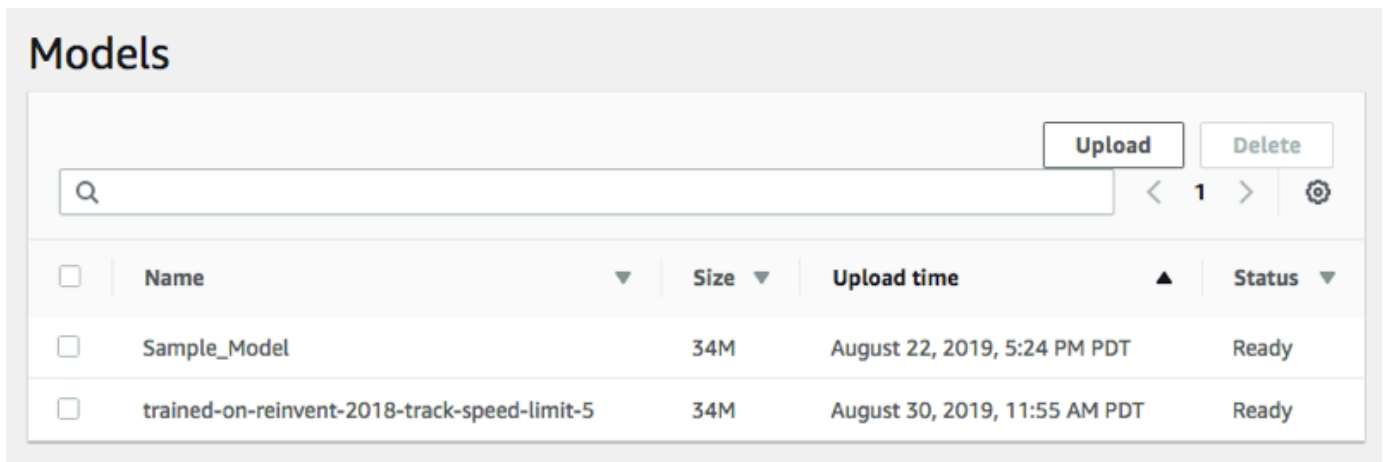 Models
Upload Delete
1
Name Size Upload time Status
Sample_Model 34M August 22, 2019, 5:24 PM PDT Ready
trained-on-reinvent-2018-track-speed-limit-5 34M August 30, 2019, 11:55 AM PDT Ready